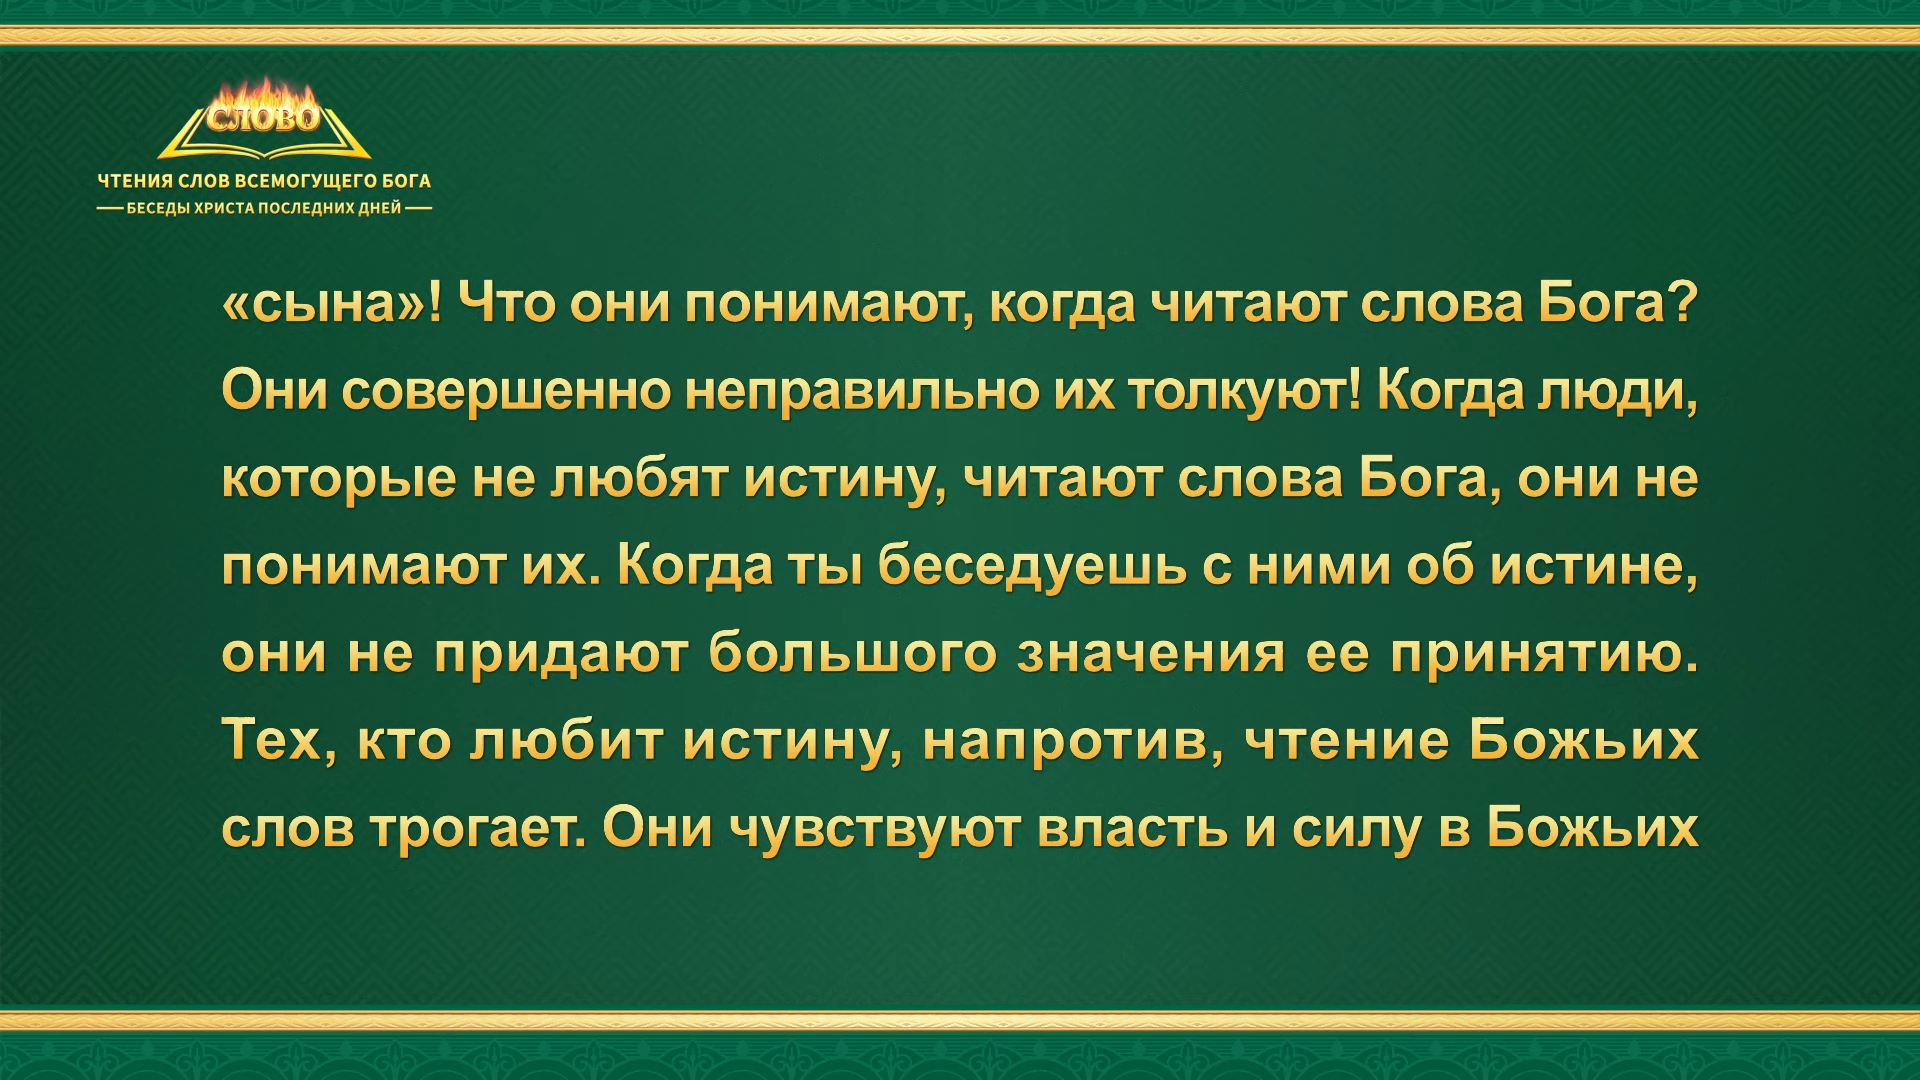 СЛОВО
ЧТЕНИЯ СЛОВ ВСЕМОГУЩЕГО БОГА
БЕСЕДЫ ХРИСТА ПОСЛЕДНИХ ДНЕЙ
«сына»! Что они понимают, когда читают слова Бога?
Они совершенно неправильно их толкуют! Когда люди,
которые не любят истину, читают слова Бога, они не
понимают их. Когда ты беседуешь с ними об истине,
они не придают большого значения ее принятию.
Тех, кто любит истину, напротив, чтение Божьих
слов трогает. Они чувствуют власть и силу в Божьих